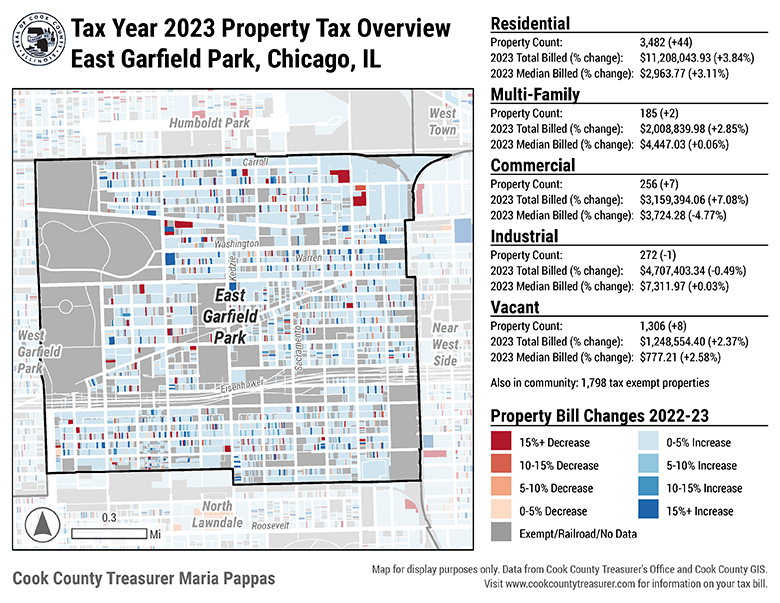 SEAL OF COOK COUNTY
ILLINOIS
Tax Year 2023 Property Tax Overview
East Garfield Park, Chicago, IL
Humboldt Park
West
Town
Carroll
Washington
Warren
Kedzie
East
Garfield
Park
Sacramento
West
Garfield
Park
Near
West
Side
Eisenhower
North
Lawndale
Roosevelt
0.3
Mi
Residential
Property Count: 3,482 (+44)
2023 Total Billed (% change): $11,208,043.93 (+3.84%)
2023 Median Billed (% change): $2,963.77 (+3.11%)
Multi-Family
Property Count: 185 (+2)
2023 Total Billed (% change): $2,008,839.98 (+2.85%)
2023 Median Billed (% change): $4,447.03 (+0.06%)
Commercial
Property Count: 256 (+7)
2023 Total Billed (% change): $3,159,394.06 (+7.08%)
2023 Median Billed (% change): $3,724.28 (-4.77%)
Industrial
Property Count: 272 (-1)
2023 Total Billed (% change): $4,707,403.34 (-0.49%)
2023 Median Billed (% change): $7,311.97 (+0.03%)
Vacant
Property Count: 1,306 (+8)
2023 Total Billed (% change): $1,248,554.40 (+2.37%)
2023 Median Billed (% change): $777.21 (+2.58%)
Also in community: 1,798 tax exempt properties
Property Bill Changes 2022-23
15%+ Decrease
10-15% Decrease
5-10% Decrease
0-5% Decrease
0-5% Increase
5-10% Increase
10-15% Increase
15%+ Increase
Exempt/Railroad/No Data
Cook County Treasurer Maria Pappas
Map for display purposes only. Data from Cook County Treasurer's Office and Cook County GIS.
Visit www.cookcountytreasurer.com for information on your tax bill.